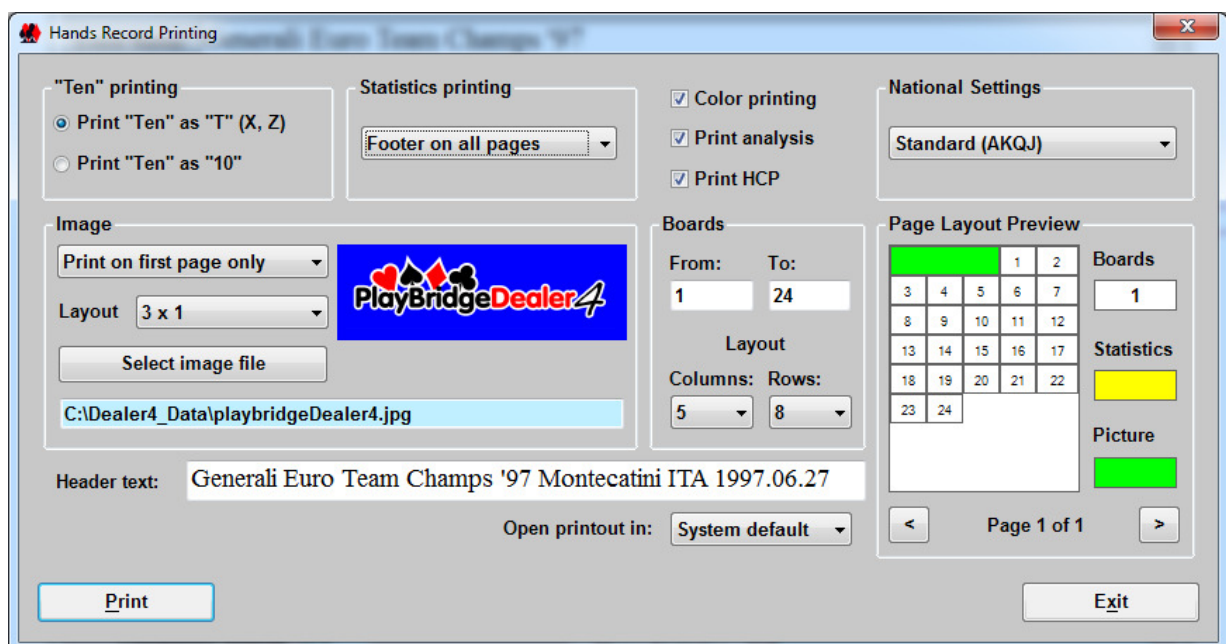 Hands Record Printing
X
"Ten" printing
Print "Ten" as "T" (X, Z)
Print "Ten" as "10"
Statistics printing
Footer on all pages
Color printing
Print analysis
Print HCP
National Settings
Standard (AKQJ)
Image
Print on first page only
Layout 3 x 1
Select image file
PlayBridgeDealer4
C:\Dealer4_Data\playbridgeDealer4.jpg
Boards
From: To:
1 24
Layout
Columns: Rows:
5 8
Page Layout Preview
1 2
3 4 5 6 7
8 9 10 11 12
13 14 15 16 17
18 19 20 21 22
23 24
Boards
1
Statistics
Picture
< Page 1 of 1 >
Header text: Generali Euro Team Champs '97 Montecatini ITA 1997.06.27
Open printout in: System default
Print
Exit